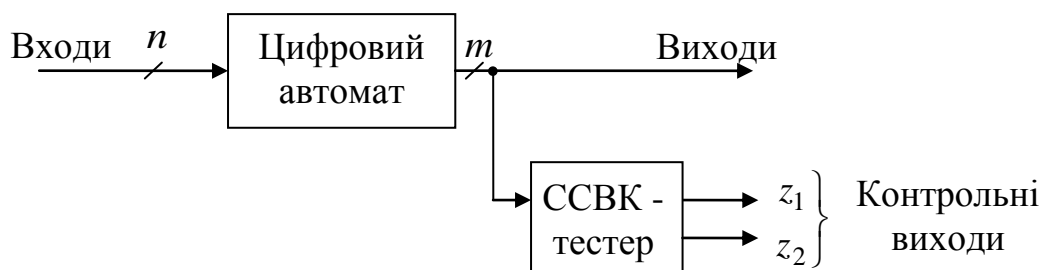 Входи
n
Цифровий
автомат
m
Виходи
ССВК -
тестер
z1
z2
Контрольні
виходи